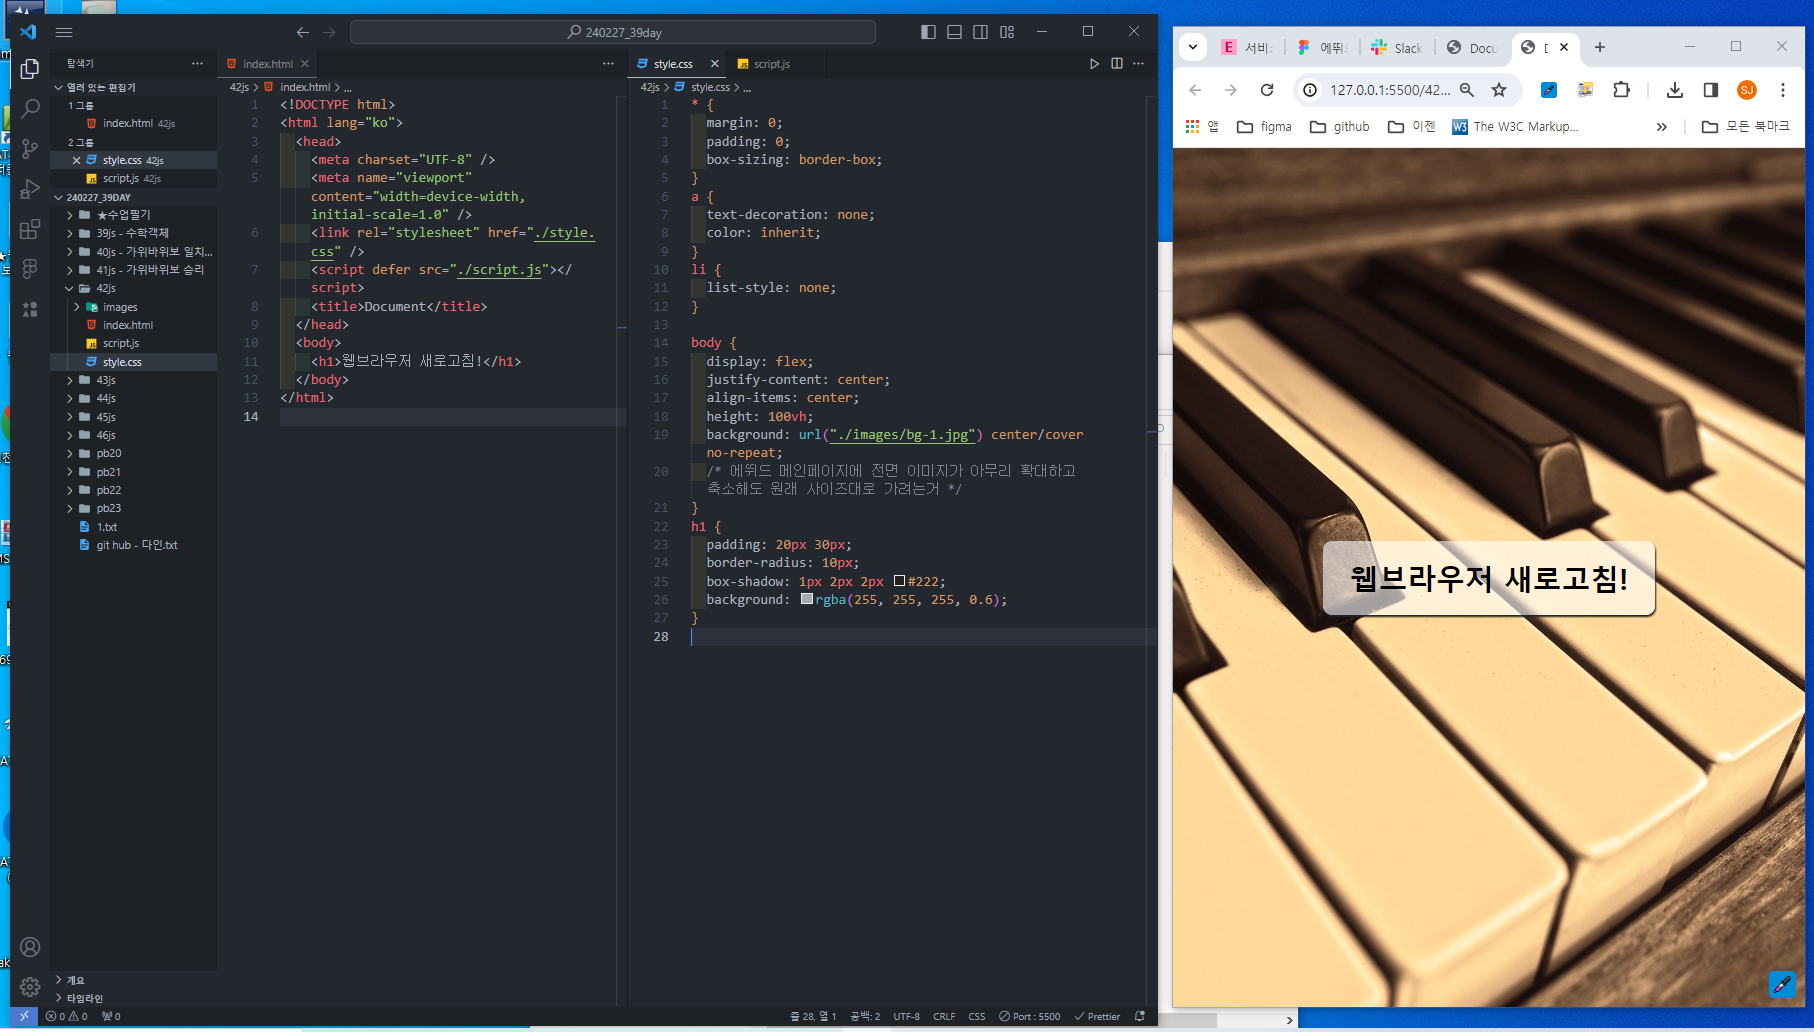 240227_39day
탐색기
열려 있는 편집기
1 그룹
index.html 42js
2 그룹
style.css 42js
script.js 42js
240227_39DAY
★수업필기
39js - 수학객체
40js - 가위바위보 일치...
41js - 가위바위보 승리
42js
images
index.html
script.js
style.css
43js
44js
45js
46js
pb20
pb21
pb22
pb23
1.txt
git hub - 다인.txt
개요
타임라인
index.html
42js > index.html > ...
1 <!DOCTYPE html>
2 <html lang="ko">
3 <head>
4 <meta charset="UTF-8" />
5 <meta name="viewport"
content="width=device-width,
initial-scale=1.0" />
6 <link rel="stylesheet" href="./style.
css" />
7 <script defer src="./script.js"></
script>
8 <title>Document</title>
9 </head>
10 <body>
11 <h1>웹브라우저 새로고침!</h1>
12 </body>
13 </html>
14
style.css script.js
42js > style.css > ...
1 * {
2 margin: 0;
3 padding: 0;
4 box-sizing: border-box;
5 }
6 a {
7 text-decoration: none;
8 color: inherit;
9 }
10 li {
11 list-style: none;
12 }
13
14 body {
15 display: flex;
16 justify-content: center;
17 align-items: center;
18 height: 100vh;
19 background: url("./images/bg-1.jpg") center/cover
no-repeat;
20 /* 에뛰드 메인페이지에 전면 이미지가 아무리 확대하고
축소해도 원래 사이즈대로 가려는거 */
21 }
22 h1 {
23 padding: 20px 30px;
24 border-radius: 10px;
25 box-shadow: 1px 2px 2px #222;
26 background: rgba(255, 255, 255, 0.6);
27 }
28
0 0 0
줄 28, 열 1 공백: 2 UTF-8 CRLF CSS Port : 5500 Prettier
E 서비 에뛰 Slack Docu
127.0.0.1:5500/42... SJ
앱 figma github 이젠 W3 The W3C Markup... » 모든 북마크
웹브라우저 새로고침!